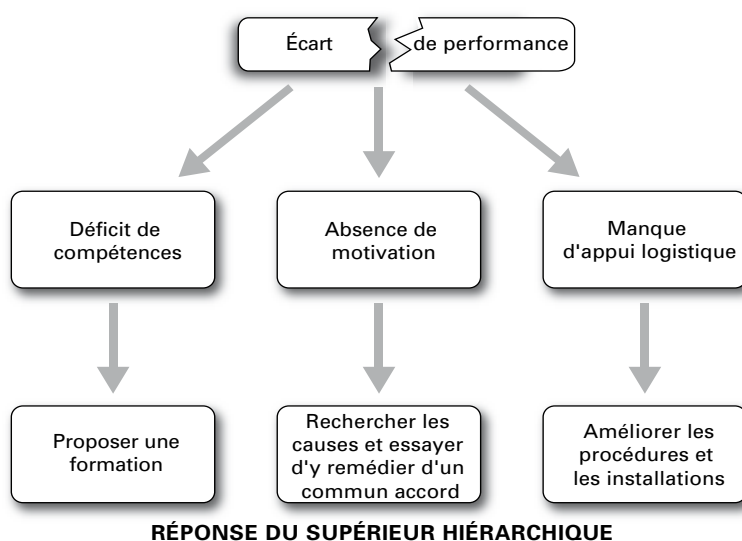 Écart de performance
Déficit de
compétences
Absence de
motivation
Manque
d'appui logistique
Proposer une
formation
Rechercher les
causes et essayer
d'y remédier d'un
commun accord
Améliorer les
procédures et
les installations
RÉPONSE DU SUPÉRIEUR HIÉRARCHIQUE